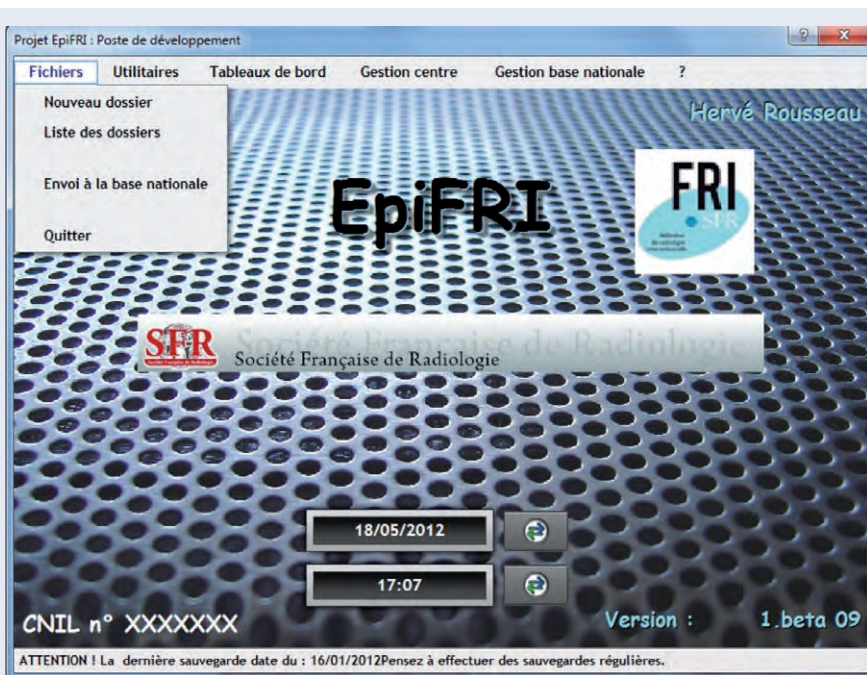 Projet EpiFRI : Poste de développement
Fichiers Utilitaires Tableaux de bord Gestion centre Gestion base nationale ?
Nouveau dossier
Liste des dossiers
Envoi à la base nationale
Quitter
Hervé Rousseau
EpiFRI
FRI
SFR
SFR
Société Française de Radiologie
Société Française de Radiologie
18/05/2012
17:07
CNIL n° XXXXXXX
Version : 1.beta 09
ATTENTION ! La dernière sauvegarde date du : 16/01/2012Pensez à effectuer des sauvegardes régulières.